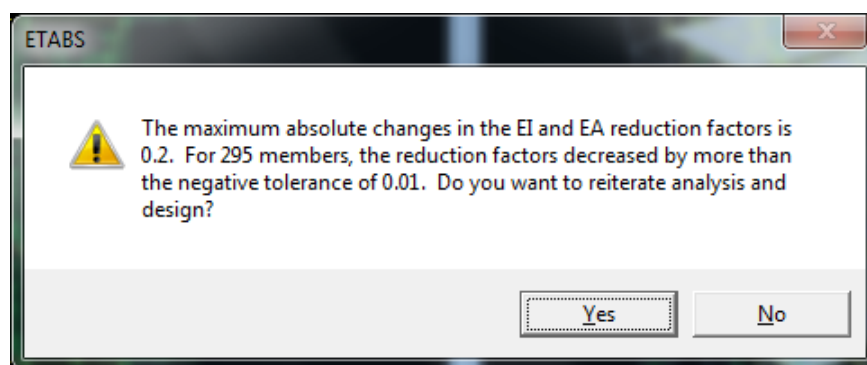 ETABS
The maximum absolute changes in the EI and EA reduction factors is
0.2.  For 295 members, the reduction factors decreased by more than
the negative tolerance of 0.01.  Do you want to reiterate analysis and
design?
Yes
No